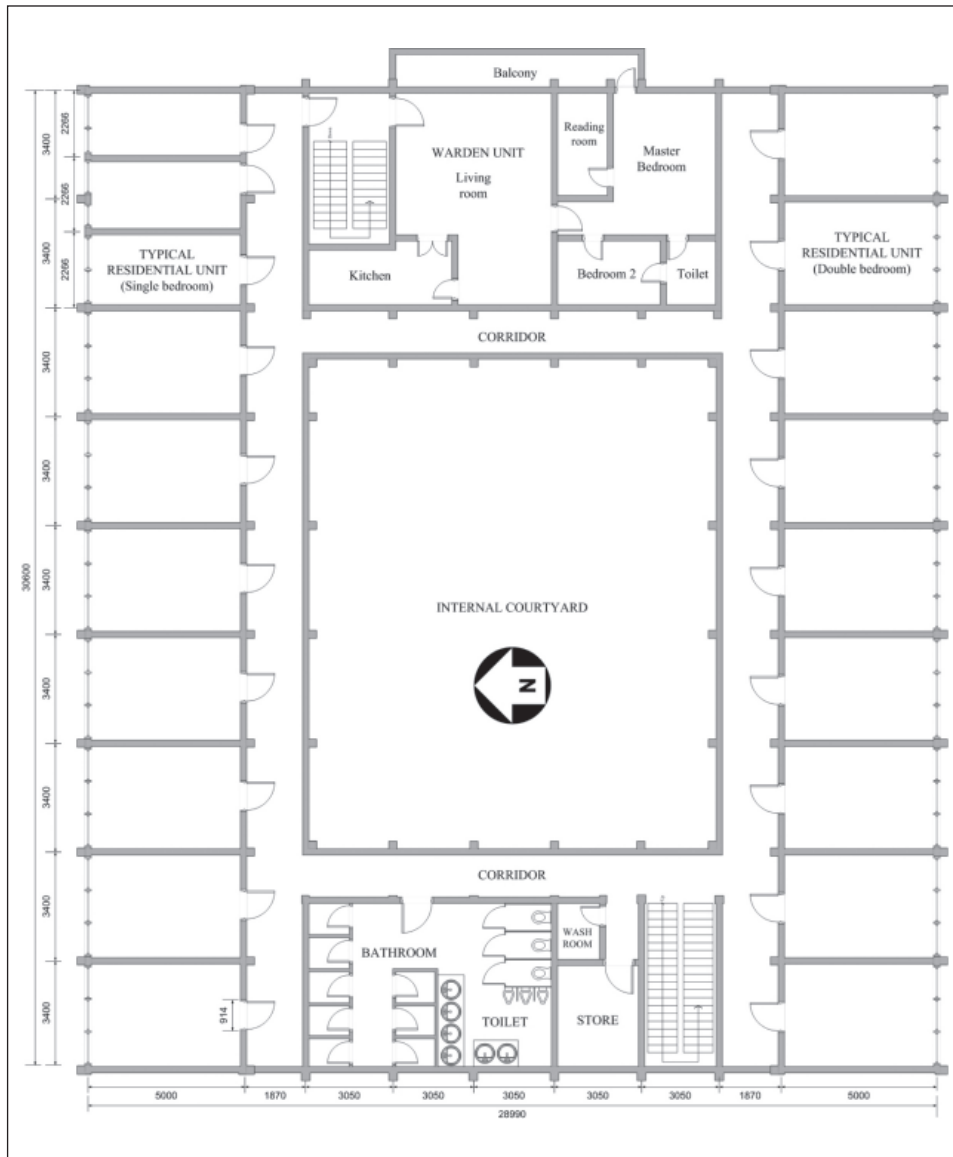 Balcony
2266
3400
Reading
room
WARDEN UNIT
Living
room
Master
Bedroom
2266
3400
2266
TYPICAL
RESIDENTIAL UNIT
(Single bedroom)
Kitchen
Bedroom 2
Toilet
TYPICAL
RESIDENTIAL UNIT
(Double bedroom)
CORRIDOR
3400
3400
3400
30600
INTERNAL COURTYARD
N
3400
3400
CORRIDOR
3400
BATHROOM
WASH
ROOM
3400
914
TOILET
STORE
5000
1870
3050
3050
3050
3050
3050
1870
5000
28990